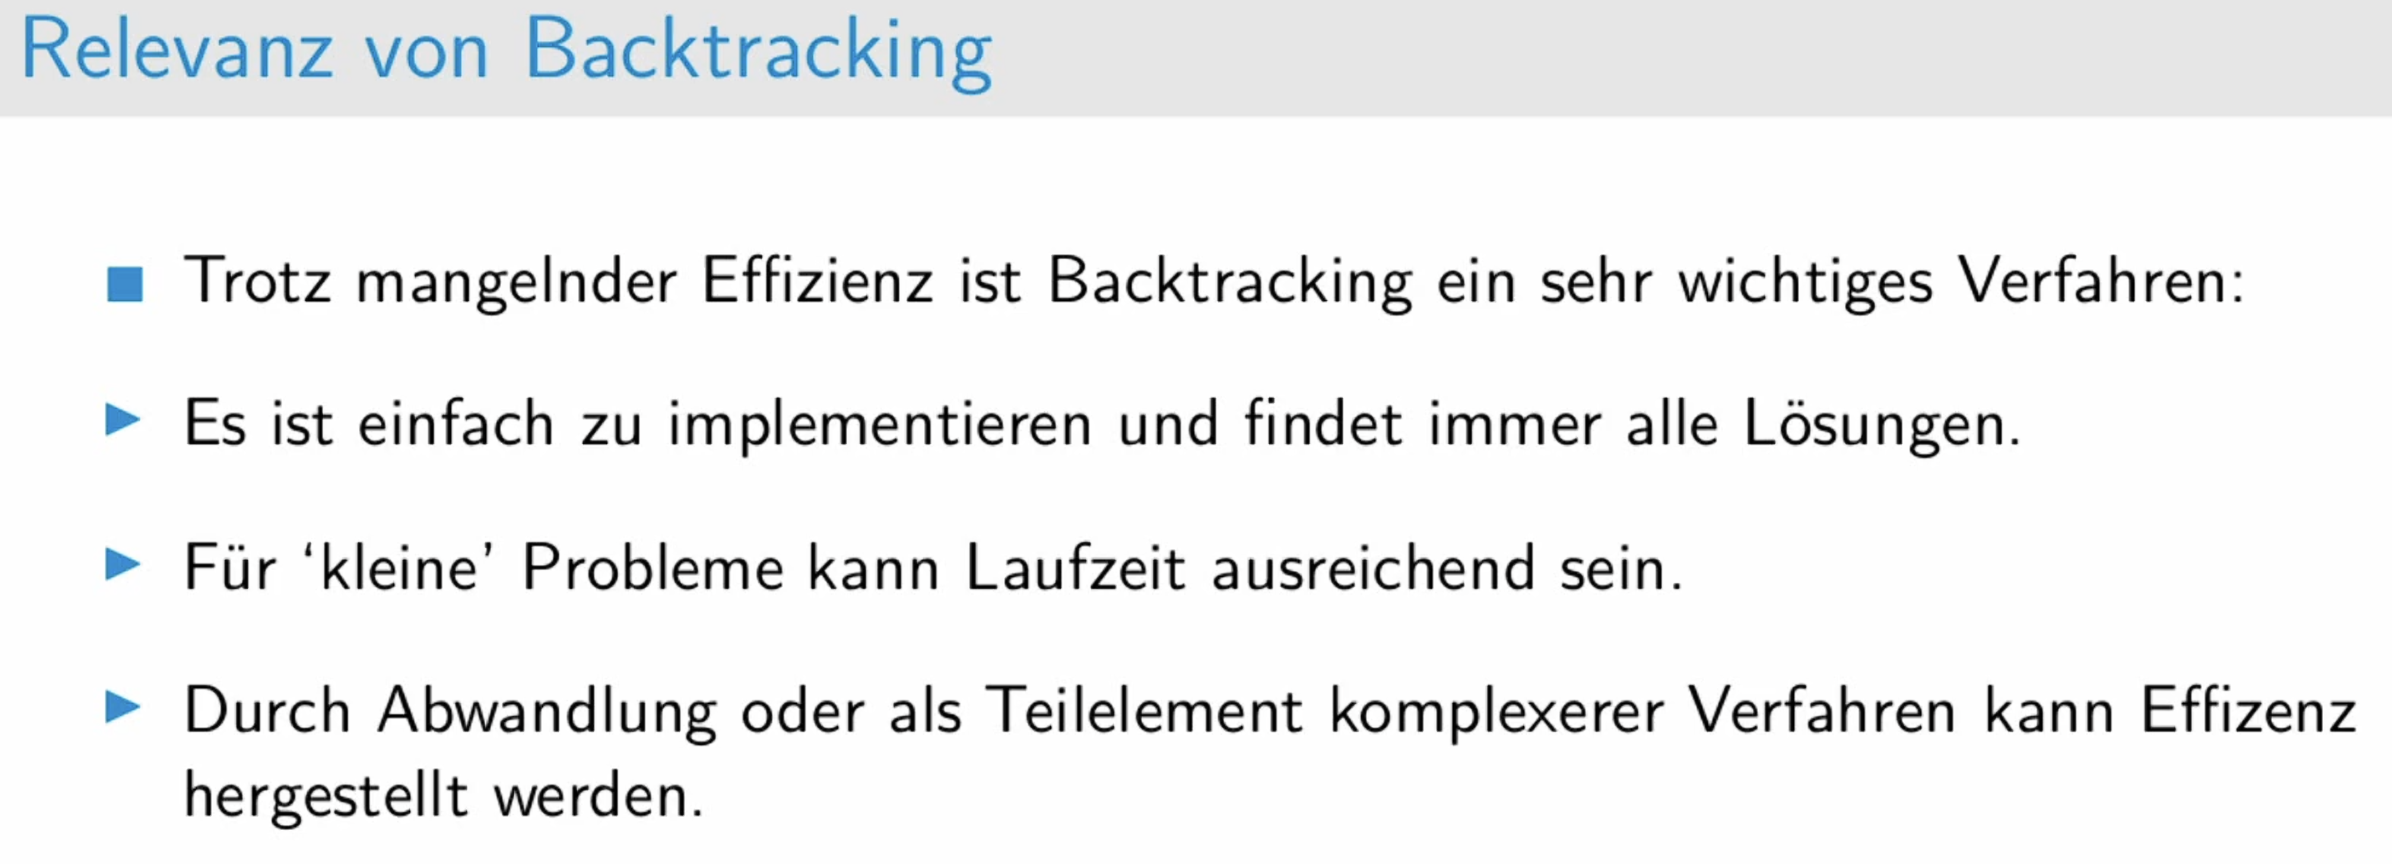 Relevanz von Backtracking
Trotz mangelnder Effizienz ist Backtracking ein sehr wichtiges Verfahren:
Es ist einfach zu implementieren und findet immer alle Lösungen.
Für ‘kleine’ Probleme kann Laufzeit ausreichend sein.
Durch Abwandlung oder als Teilelement komplexerer Verfahren kann Effizenz
hergestellt werden.